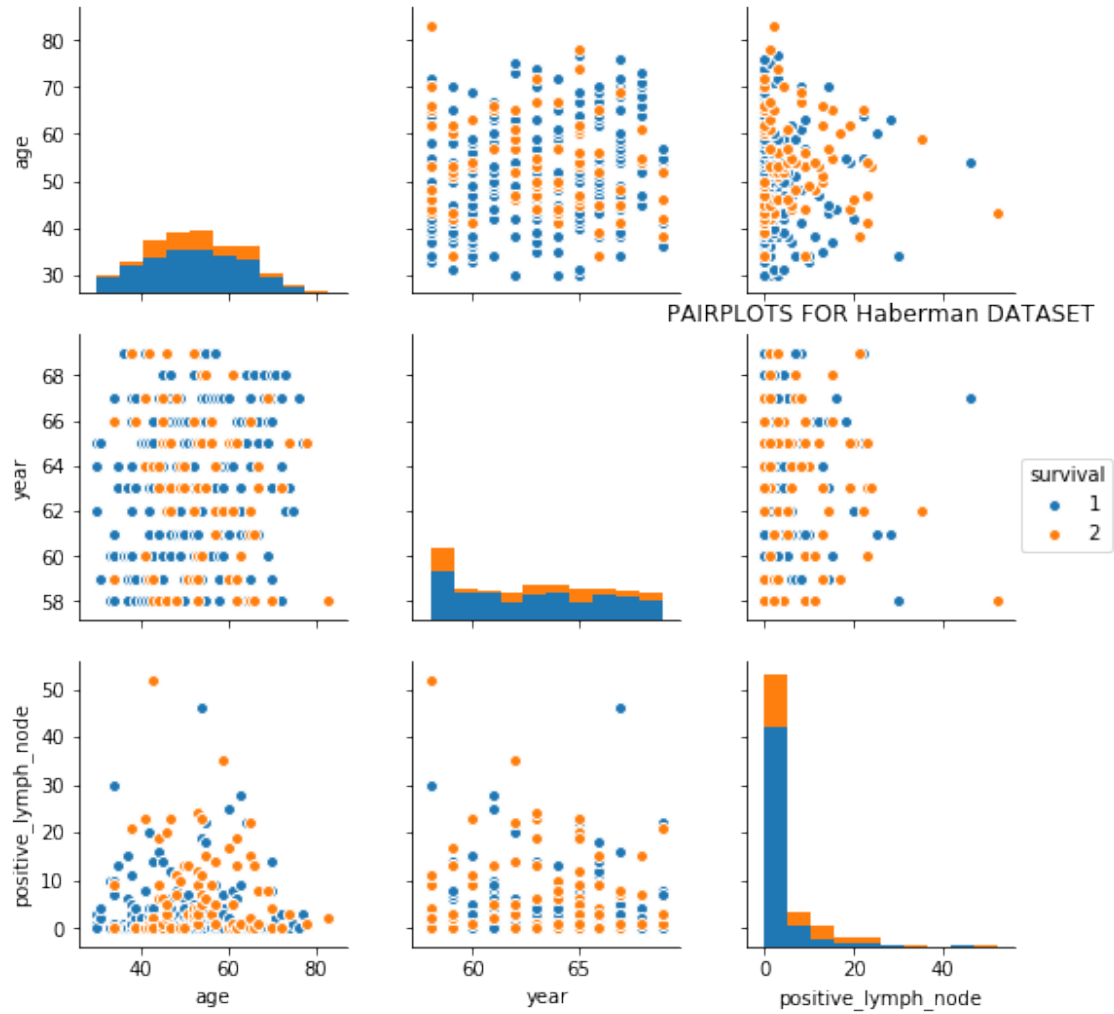 80
70
60
50
40
30
age
PAIRPLOTS FOR Haberman DATASET
68
66
64
62
60
58
year
survival
1
2
50
40
30
20
10
0
positive_lymph_node
40 60 80
age
60 65
year
0 20 40
positive_lymph_node